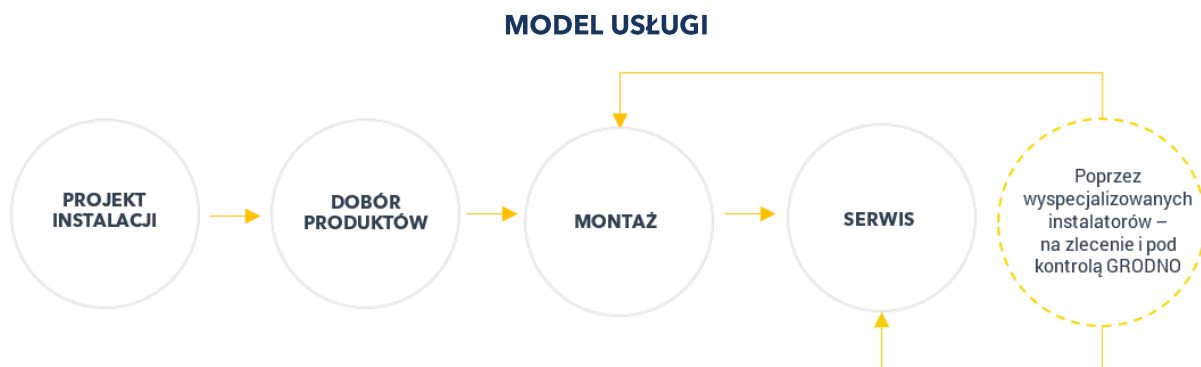 MODEL USŁUGI
PROJEKT
INSTALACJI
DOBÓR
PRODUKTÓW
MONTAŻ
SERWIS
Poprzez
wyspecjalizowanych
instalatorów –
na zlecenie i pod
kontrolą GRODNO